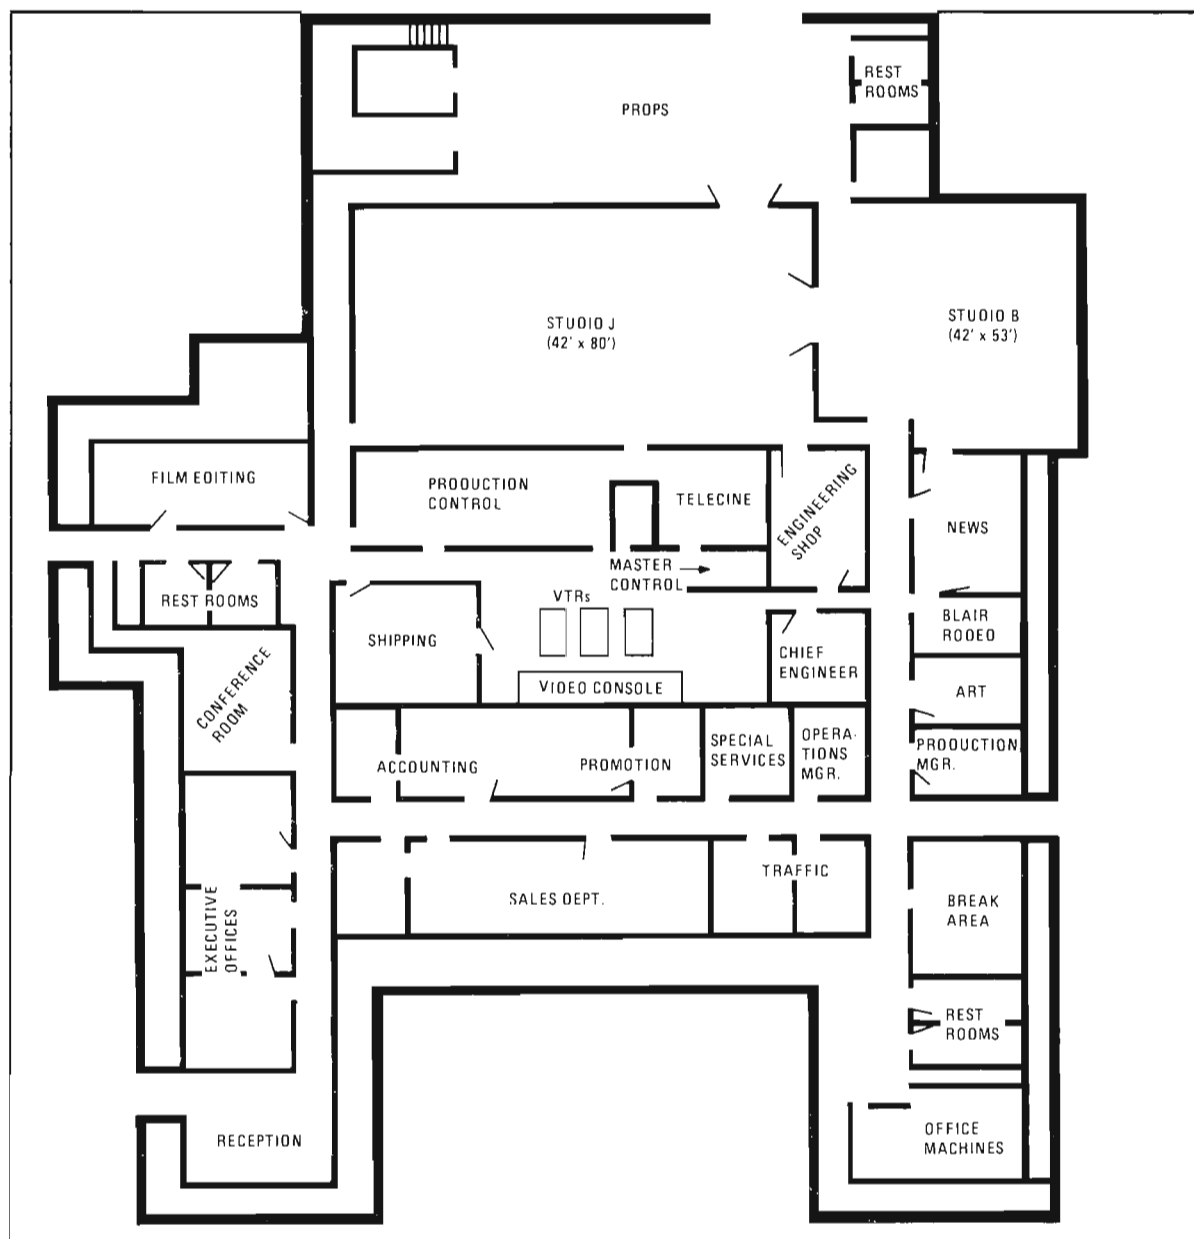 REST
ROOMS
PROPS
STUDIO J
(42' x 80')
STUDIO B
(42' x 53')
FILM EDITING
PRODUCTION
CONTROL
TELECINE
ENGINEERING
SHOP
NEWS
MASTER
CONTROL
VTRs
REST ROOMS
SHIPPING
BLAIR
RODEO
CHIEF
ENGINEER
VIDEO CONSOLE
CONFERENCE
ROOM
ART
ACCOUNTING
PROMOTION
SPECIAL
SERVICES
OPERA-
TIONS
MGR.
PRODUCTION
MGR.
SALES DEPT.
TRAFFIC
BREAK
AREA
EXECUTIVE
OFFICES
REST
ROOMS
RECEPTION
OFFICE
MACHINES